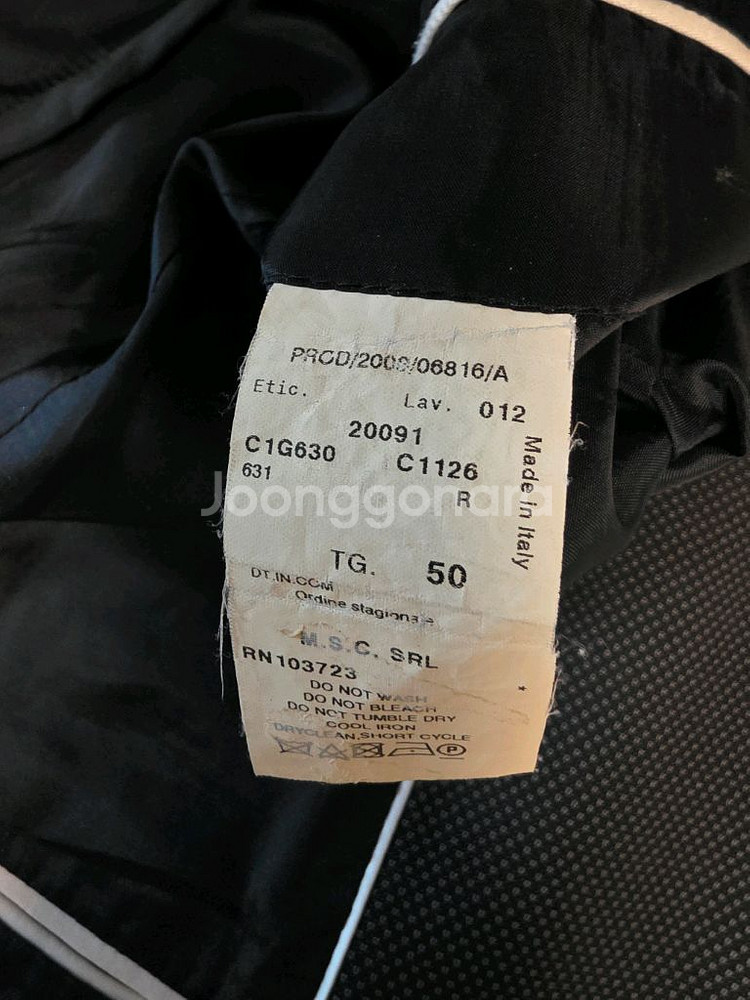 PROD/2008/06816/A
Etic. Lav. 012
20091
C1G630 C1126
631 R
Made in Italy
Joonggonara
TG. 50
DT.IN.COM
Ordine stagionale
M.S.C. SRL
RN103723
DO NOT WASH
DO NOT BLEACH
DO NOT TUMBLE DRY
COOL IRON
DRYCLEAN,SHORT CYCLE
P